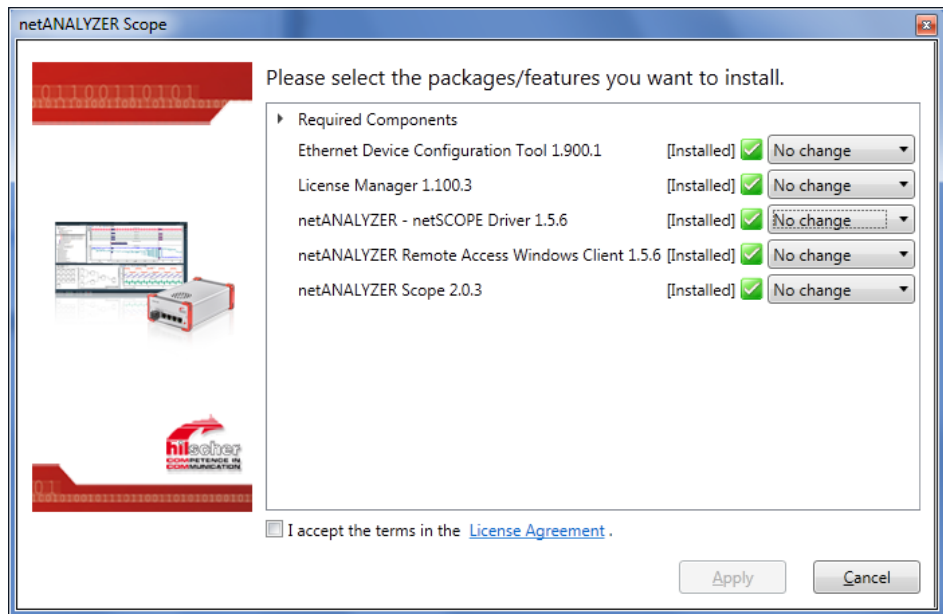 netANALYZER Scope
Please select the packages/features you want to install.
Required Components
Ethernet Device Configuration Tool 1.900.1 [Installed] No change
License Manager 1.100.3 [Installed] No change
netANALYZER - netSCOPE Driver 1.5.6 [Installed] No change
netANALYZER Remote Access Windows Client 1.5.6 [Installed] No change
netANALYZER Scope 2.0.3 [Installed] No change
hilscher
COMPETENCE IN
COMMUNICATION
I accept the terms in the License Agreement .
Apply Cancel